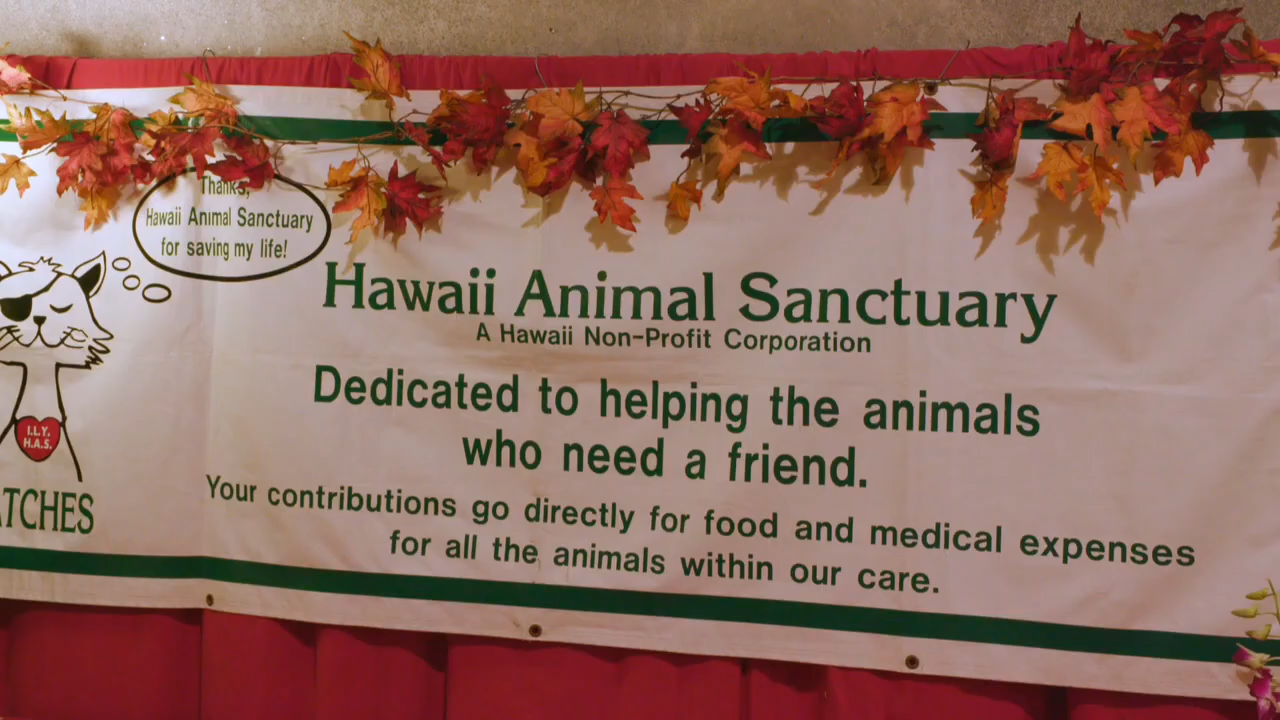 Thanks,
Hawaii Animal Sanctuary
for saving my life!
I.L.Y.
H.A.S.
ATCHES
Hawaii Animal Sanctuary
A Hawaii Non-Profit Corporation
Dedicated to helping the animals
who need a friend.
Your contributions go directly for food and medical expenses
for all the animals within our care.